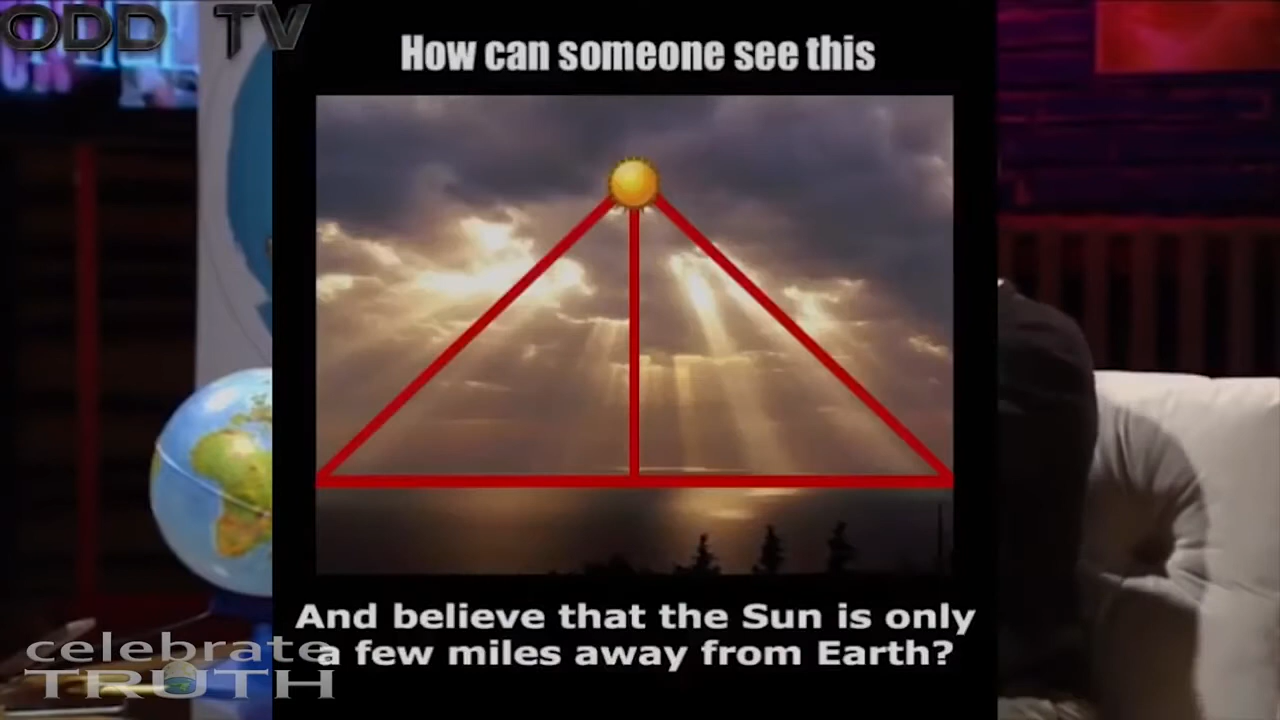 ODD TV
How can someone see this
And believe that the Sun is only
a few miles away from Earth?
celebrate
TRUTH